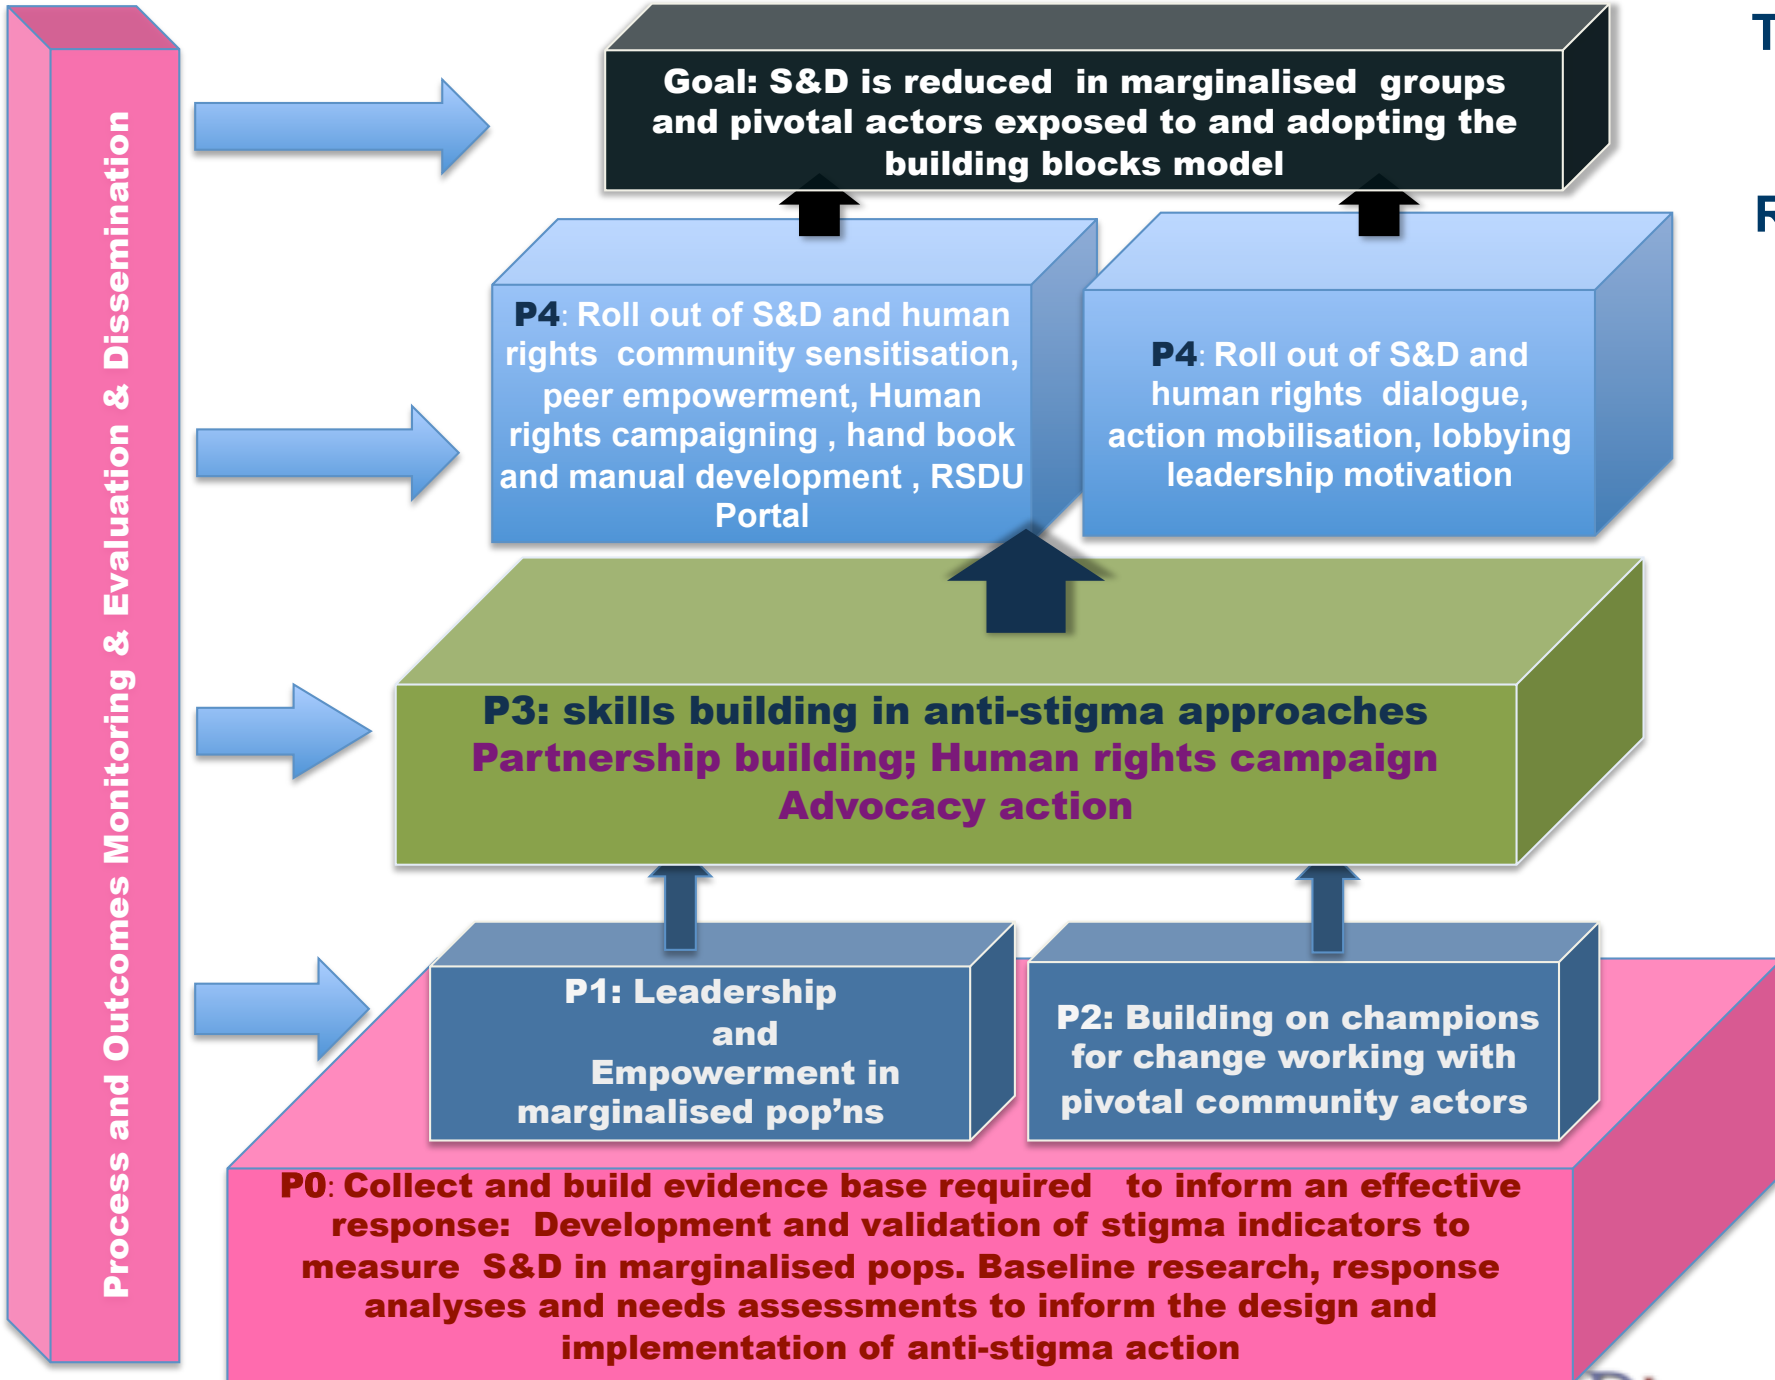 Process and Outcomes Monitoring & Evaluation & Dissemination
Goal: S&D is reduced in marginalised groups
and pivotal actors exposed to and adopting the
building blocks model
T
R
P4: Roll out of S&D and human
rights community sensitisation,
peer empowerment, Human
rights campaigning , hand book
and manual development , RSDU
Portal
P4: Roll out of S&D and
human rights dialogue,
action mobilisation, lobbying
leadership motivation
P3: skills building in anti-stigma approaches
Partnership building; Human rights campaign
Advocacy action
P1: Leadership
and
Empowerment in
marginalised pop’ns
P2: Building on champions
for change working with
pivotal community actors
P0: Collect and build evidence base required to inform an effective
response: Development and validation of stigma indicators to
measure S&D in marginalised pops. Baseline research, response
analyses and needs assessments to inform the design and
implementation of anti-stigma action